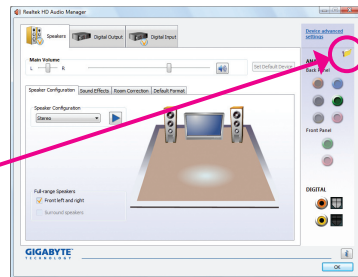 Realtek HD Audio Manager
Speakers
Digital Output
Digital Input
Device advanced
settings
Main Volume
L
R
Set Default Device
Speaker Configuration
Sound Effects
Room Correction
Default Format
Speaker Configuration
Stereo
Full-range Speakers
Front left and right
Surround speakers
Back Panel
Front Panel
DIGITAL
GIGABYTE
TECHNOLOGY
OK